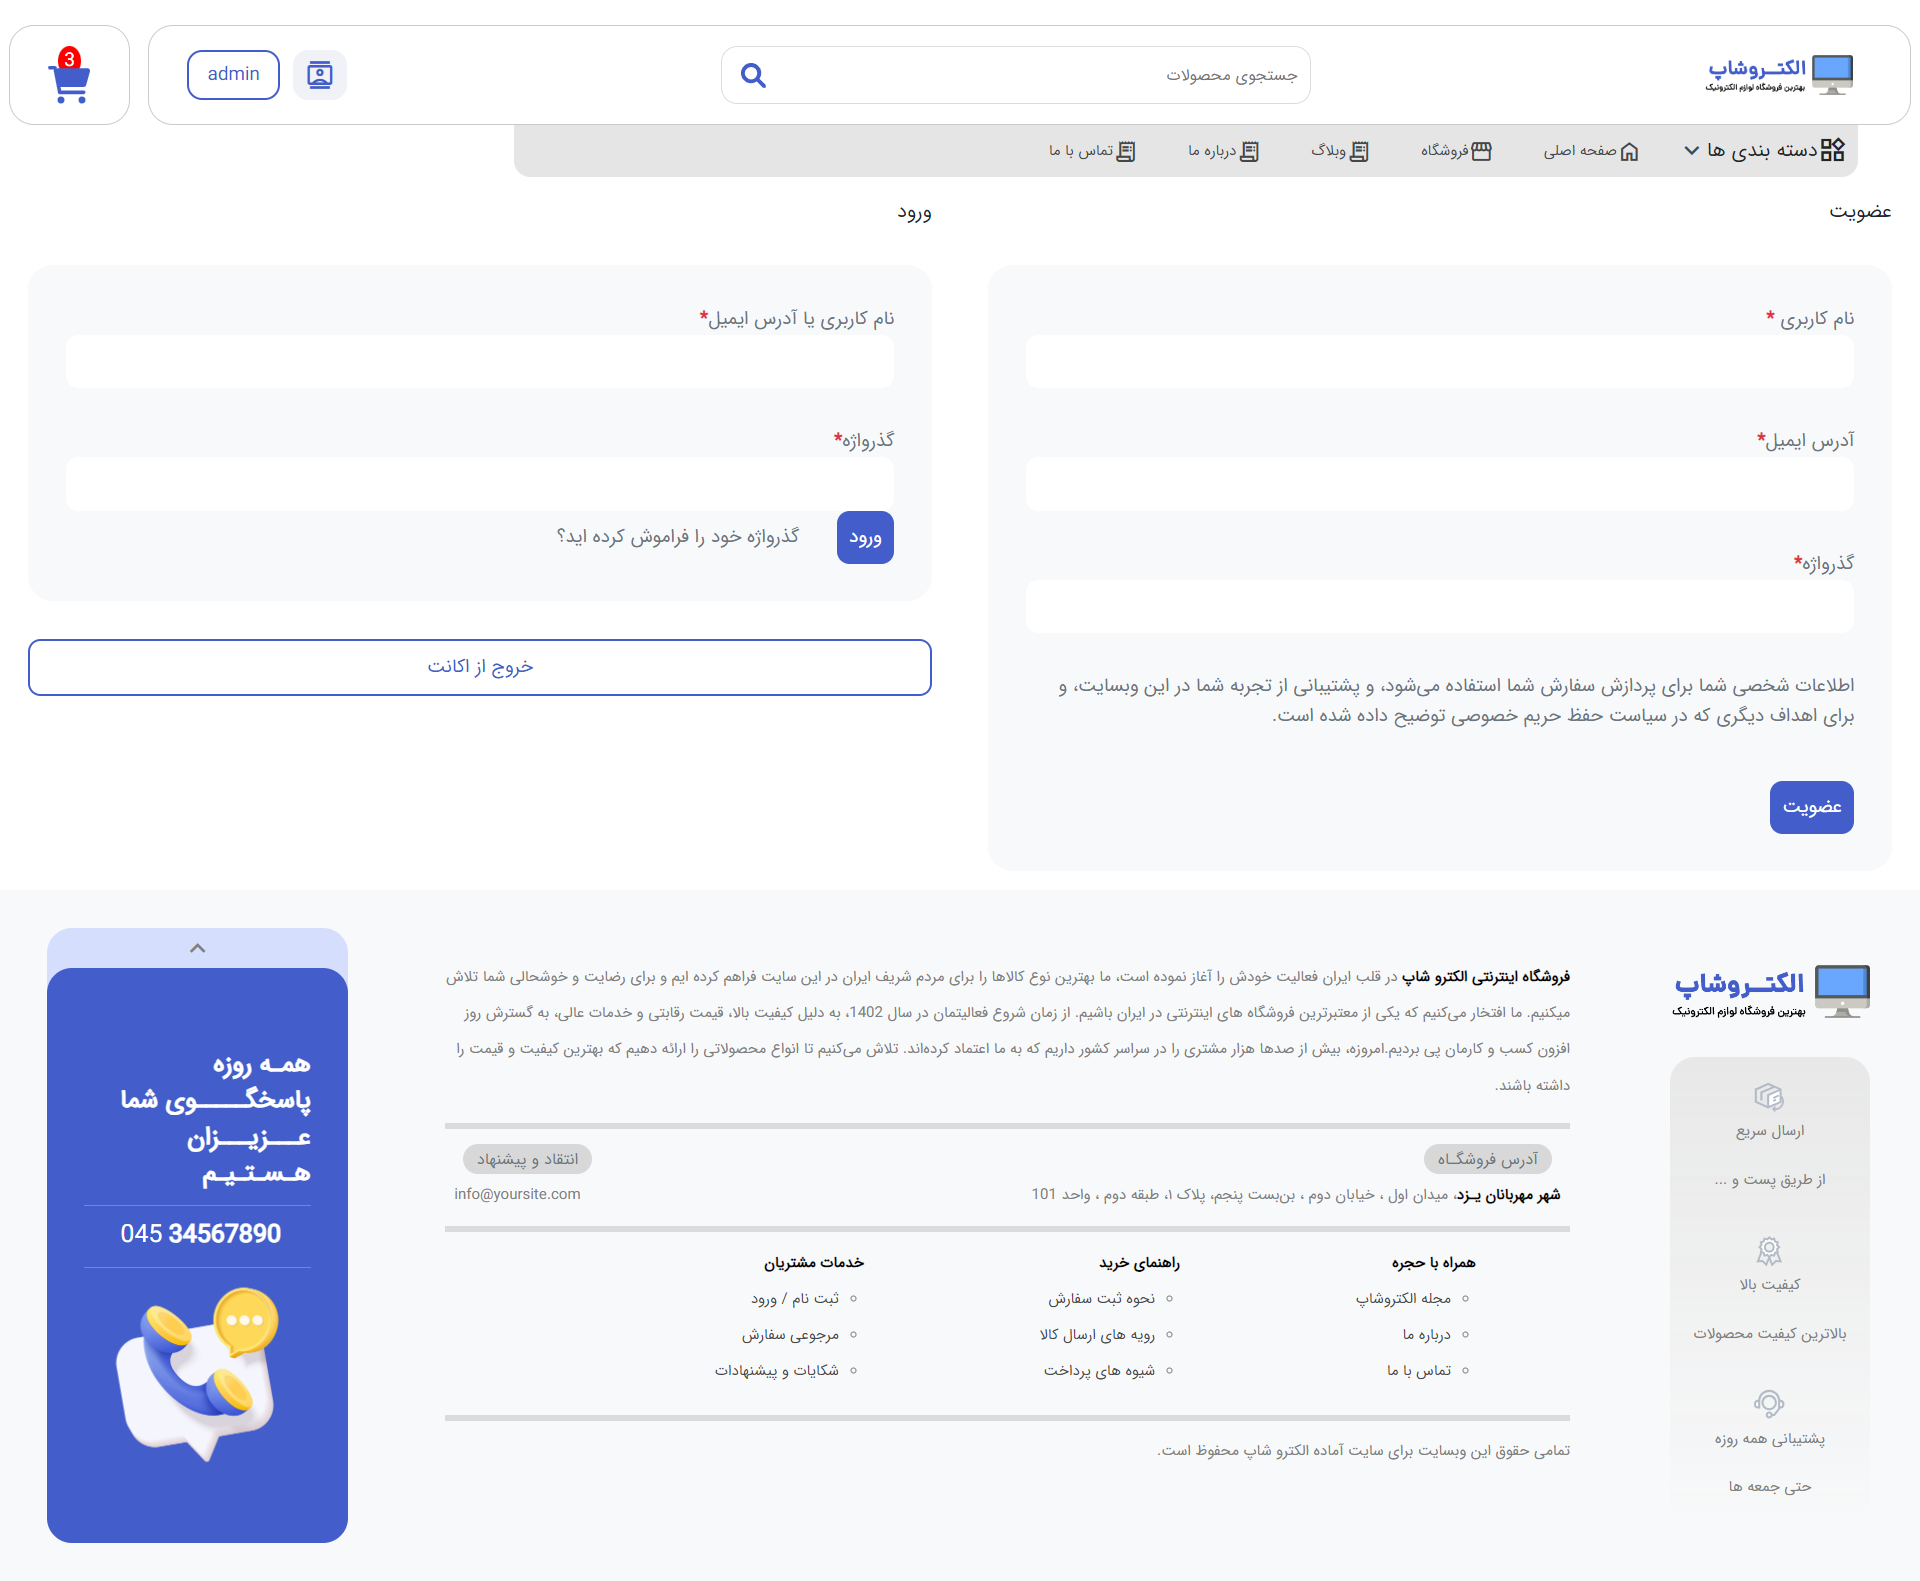 الکتــروشاپ
بهترین فروشگاه لوازم الکترونیک
جستجوی محصولات
admin
3
دسته بندی ها
صفحه اصلی
فروشگاه
وبلاگ
درباره ما
تماس با ما
عضویت
نام کاربری *
آدرس ایمیل*
گذرواژه*
اطلاعات شخصی شما برای پردازش سفارش شما استفاده می‌شود، و پشتیبانی از تجربه شما در این وبسایت، و
برای اهداف دیگری که در سیاست حفظ حریم خصوصی توضیح داده شده است.
عضویت
ورود
نام کاربری یا آدرس ایمیل*
گذرواژه*
ورود
گذرواژه خود را فراموش کرده اید؟
خروج از اکانت
الکتــروشاپ
بهترین فروشگاه لوازم الکترونیک
ارسال سریع
از طریق پست و ...
کیفیت بالا
بالاترین کیفیت محصولات
پشتیبانی همه روزه
حتی جمعه ها
فروشگاه اینترنتی الکترو شاپ در قلب ایران فعالیت خودش را آغاز نموده است، ما بهترین نوع کالاها را برای مردم شریف ایران در این سایت فراهم کرده ایم و برای رضایت و خوشحالی شما تلاش
میکنیم. ما افتخار می‌کنیم که یکی از معتبرترین فروشگاه های اینترنتی در ایران باشیم. از زمان شروع فعالیتمان در سال 1402، به دلیل کیفیت بالا، قیمت رقابتی و خدمات عالی، به گسترش روز
افزون کسب و کارمان پی بردیم.امروزه، بیش از صدها هزار مشتری را در سراسر کشور داریم که به ما اعتماد کرده‌اند. تلاش می‌کنیم تا انواع محصولاتی را ارائه دهیم که بهترین کیفیت و قیمت را
داشته باشند.
آدرس فروشگـاه
شهر مهربانان یـزد، میدان اول ، خیابان دوم ، بن‌بست پنجم، پلاک ۱، طبقه دوم ، واحد 101
انتقاد و پیشنهاد
info@yoursite.com
همراه با حجره
مجله الکتروشاپ
درباره ما
تماس با ما
راهنمای خرید
نحوه ثبت سفارش
رویه های ارسال کالا
شیوه های پرداخت
خدمات مشتریان
ثبت نام / ورود
مرجوعی سفارش
شکایات و پیشنهادات
تمامی حقوق این وبسایت برای سایت آماده الکترو شاپ محفوظ است.
همـه روزه
پاسخگـــــوی شما
عـــزیـــزان
هـسـتـیـم
045 34567890